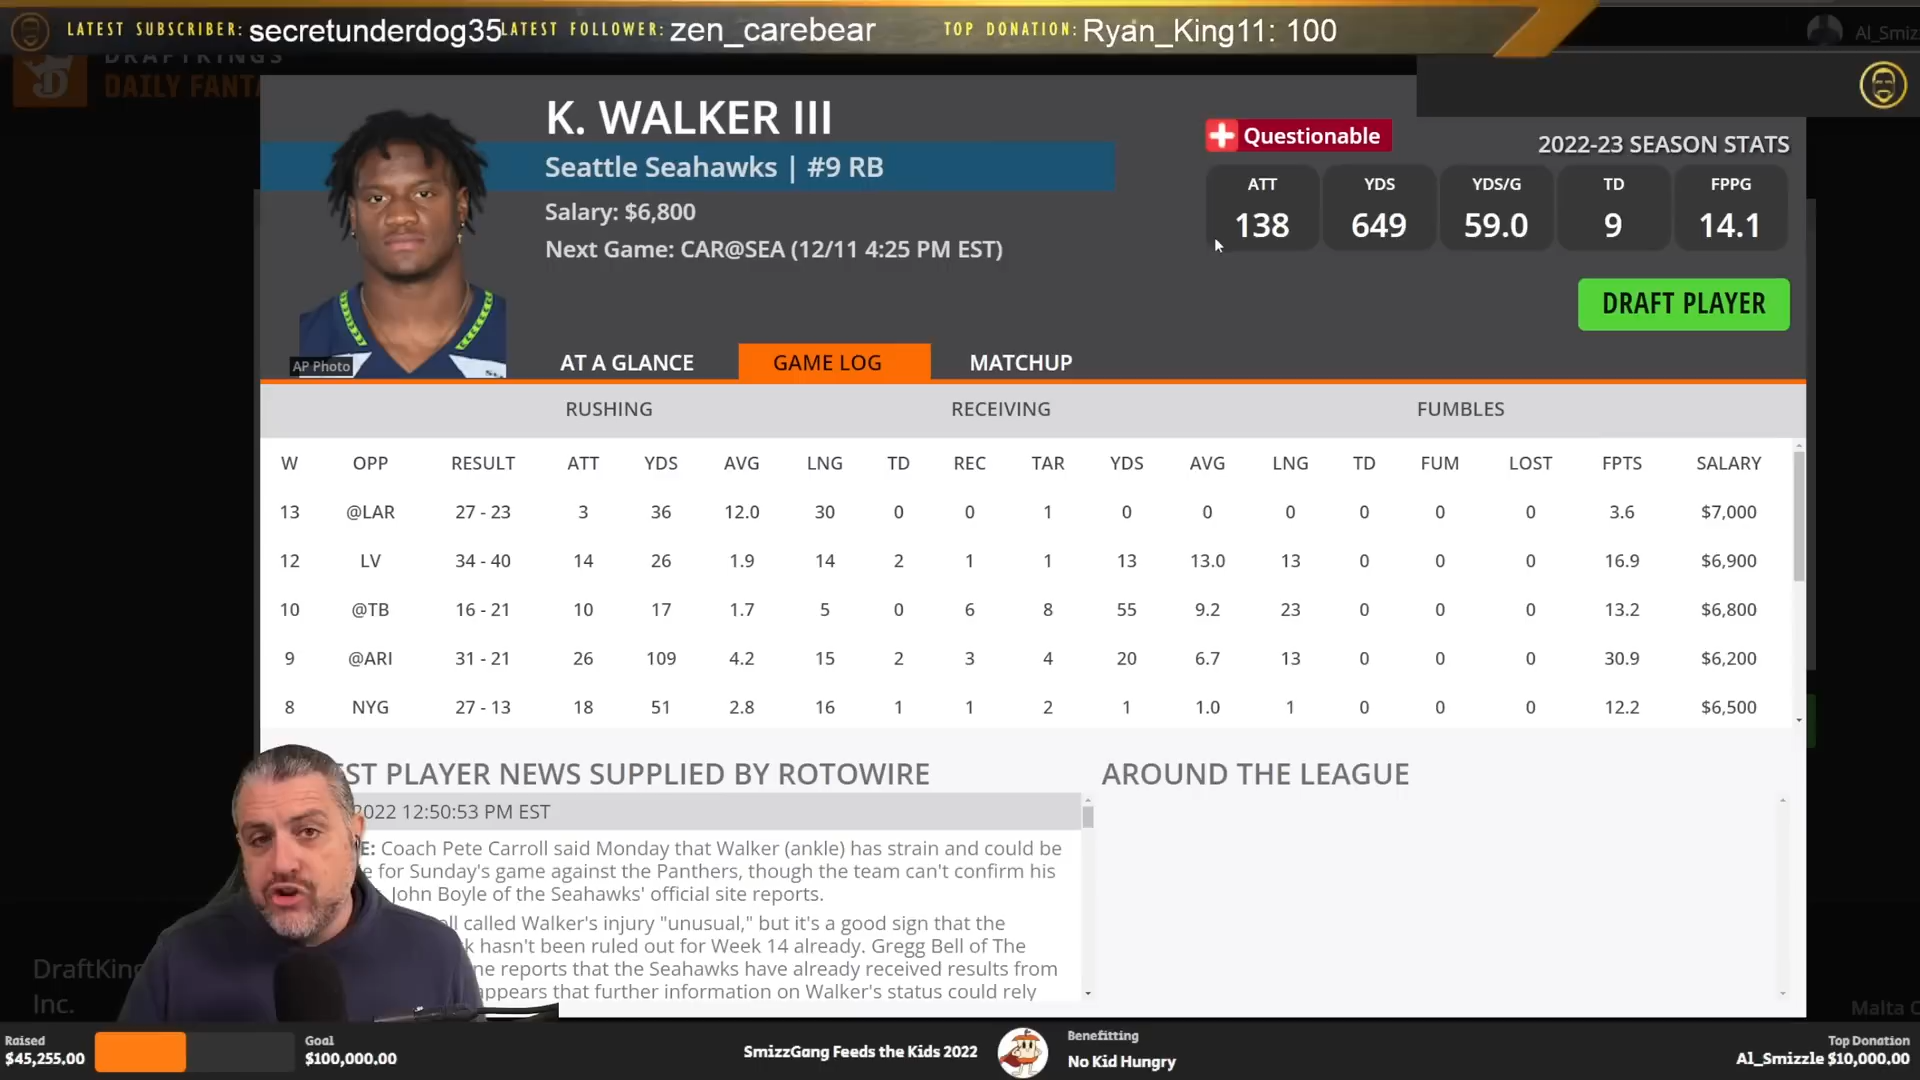 LATEST SUBSCRIBER: secretunderdog35 LATEST FOLLOWER: zen_carebear TOP DONATION: Ryan_King11: 100
Al_Smiz
DRAFTKINGS
DAILY FANTA
K. WALKER III
Seattle Seahawks | #9 RB
Salary: $6,800
Next Game: CAR@SEA (12/11 4:25 PM EST)
AP Photo
Questionable
2022-23 SEASON STATS
ATT YDS YDS/G TD FPPG
138 649 59.0 9 14.1
DRAFT PLAYER
AT A GLANCE GAME LOG MATCHUP
RUSHING RECEIVING FUMBLES
W OPP RESULT ATT YDS AVG LNG TD REC TAR YDS AVG LNG TD FUM LOST FPTS SALARY
13 @LAR 27 - 23 3 36 12.0 30 0 0 1 0 0 0 0 0 0 3.6 $7,000
12 LV 34 - 40 14 26 1.9 14 2 1 1 13 13.0 13 0 0 0 16.9 $6,900
10 @TB 16 - 21 10 17 1.7 5 0 6 8 55 9.2 23 0 0 0 13.2 $6,800
9 @ARI 31 - 21 26 109 4.2 15 2 3 4 20 6.7 13 0 0 0 30.9 $6,200
8 NYG 27 - 13 18 51 2.8 16 1 1 2 1 1.0 1 0 0 0 12.2 $6,500
ST PLAYER NEWS SUPPLIED BY ROTOWIRE
2022 12:50:53 PM EST
E: Coach Pete Carroll said Monday that Walker (ankle) has strain and could be
e for Sunday's game against the Panthers, though the team can't confirm his
John Boyle of the Seahawks' official site reports.
ll called Walker's injury "unusual," but it's a good sign that the
k hasn't been ruled out for Week 14 already. Gregg Bell of The
ne reports that the Seahawks have already received results from
appears that further information on Walker's status could rely
AROUND THE LEAGUE
DraftKin
Inc.
Malta C
Raised
$45,255.00
Goal
$100,000.00
SmizzGang Feeds the Kids 2022
Benefitting
No Kid Hungry
Top Donation
Al_Smizzle $10,000.00